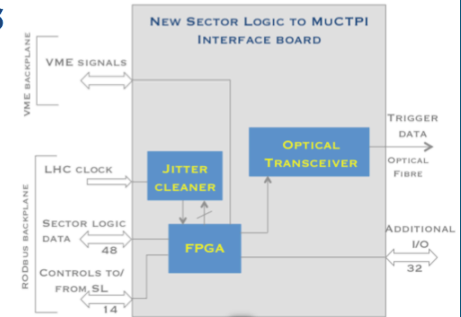 S
NEW SECTOR LOGIC TO MUCTPI
INTERFACE BOARD
VME BACKPLANE
VME SIGNALS
OPTICAL
TRANSCEIVER
TRIGGER
DATA
OPTICAL
FIBRE
RODBUS BACKPLANE
LHC CLOCK
JITTER
CLEANER
SECTOR LOGIC
DATA
48
FPGA
ADDITIONAL
I/O
32
CONTROLS TO/
FROM SL
14